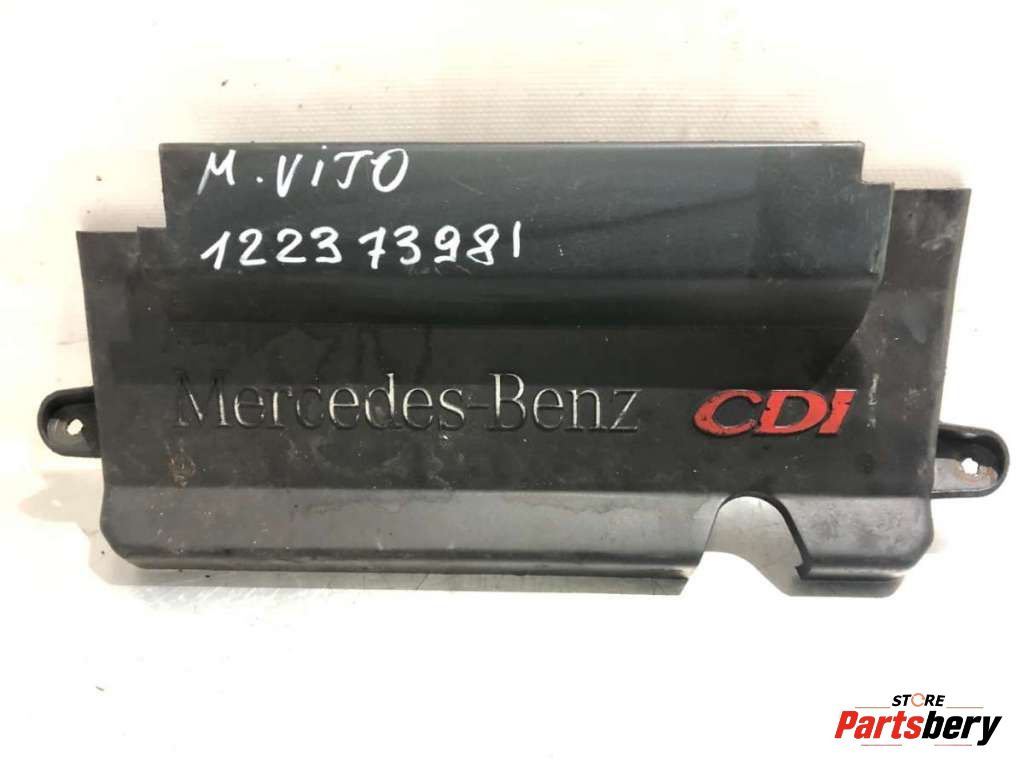 M. VITO
122373981
Mercedes-Benz CDI
STORE
Partsbery